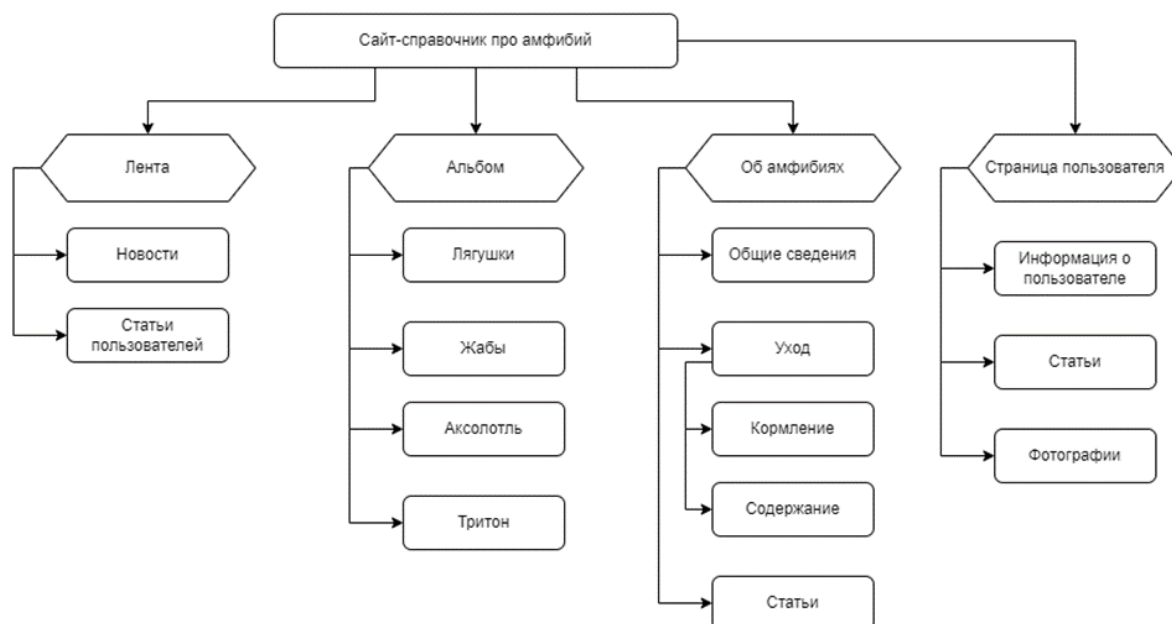 Сайт-справочник про амфибий
Лента
Альбом
Об амфибиях
Страница пользователя
Новости
Статьи
пользователей
Лягушки
Жабы
Аксолотль
Тритон
Общие сведения
Уход
Кормление
Содержание
Статьи
Информация о
пользователе
Статьи
Фотографии